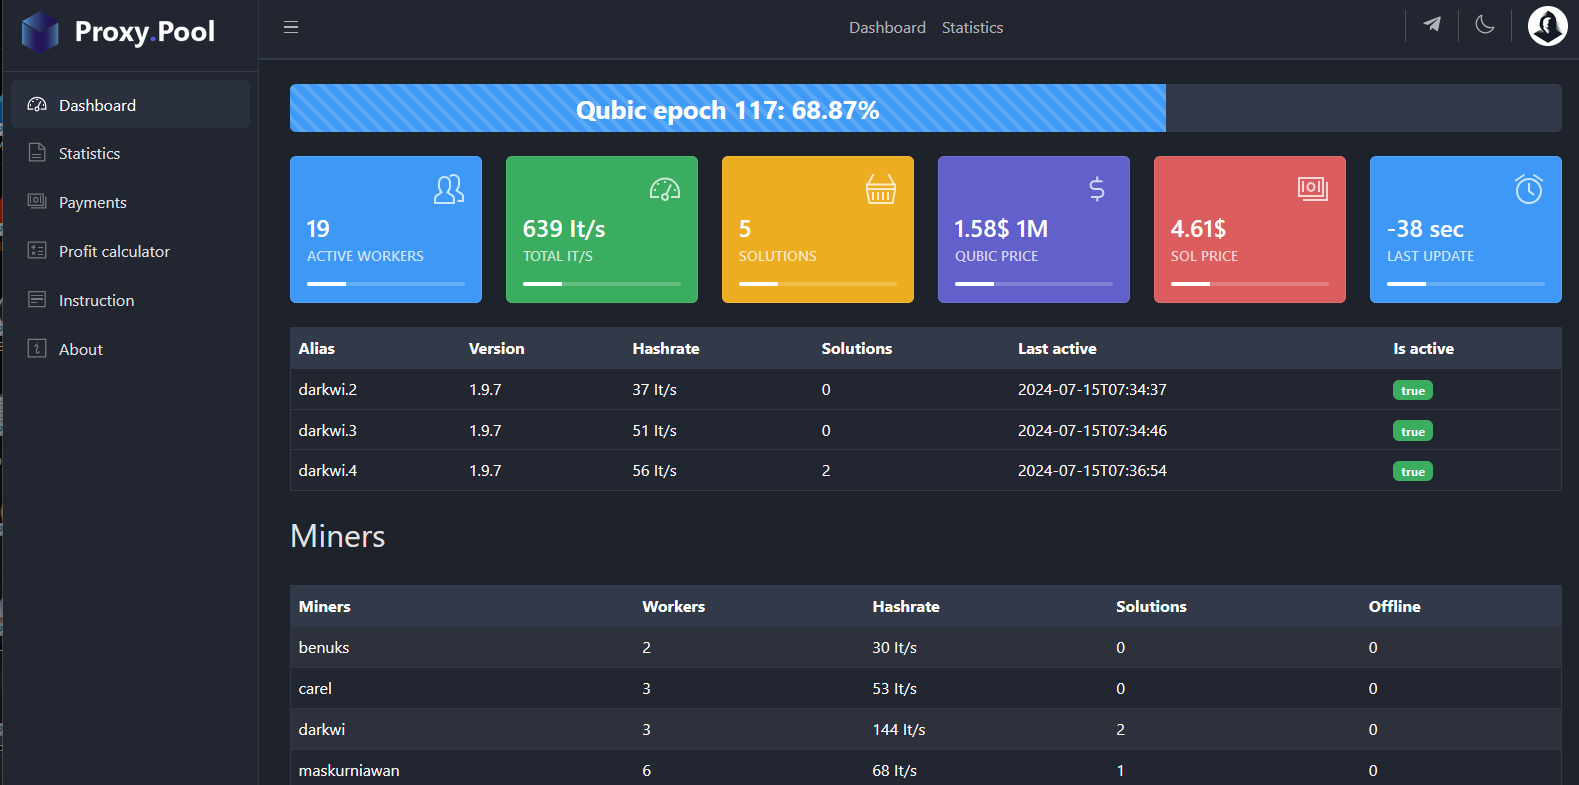 Proxy.Pool
Dashboard Statistics
Dashboard
Statistics
Payments
Profit calculator
Instruction
About
Qubic epoch 117: 68.87%
19
ACTIVE WORKERS
639 It/s
TOTAL IT/S
5
SOLUTIONS
1.58$ 1M
QUBIC PRICE
4.61$
SOL PRICE
-38 sec
LAST UPDATE
Alias Version Hashrate Solutions Last active Is active
darkwi.2 1.9.7 37 It/s 0 2024-07-15T07:34:37 true
darkwi.3 1.9.7 51 It/s 0 2024-07-15T07:34:46 true
darkwi.4 1.9.7 56 It/s 2 2024-07-15T07:36:54 true
Miners
Miners Workers Hashrate Solutions Offline
benuks 2 30 It/s 0 0
carel 3 53 It/s 0 0
darkwi 3 144 It/s 2 0
maskurniawan 6 68 It/s 1 0